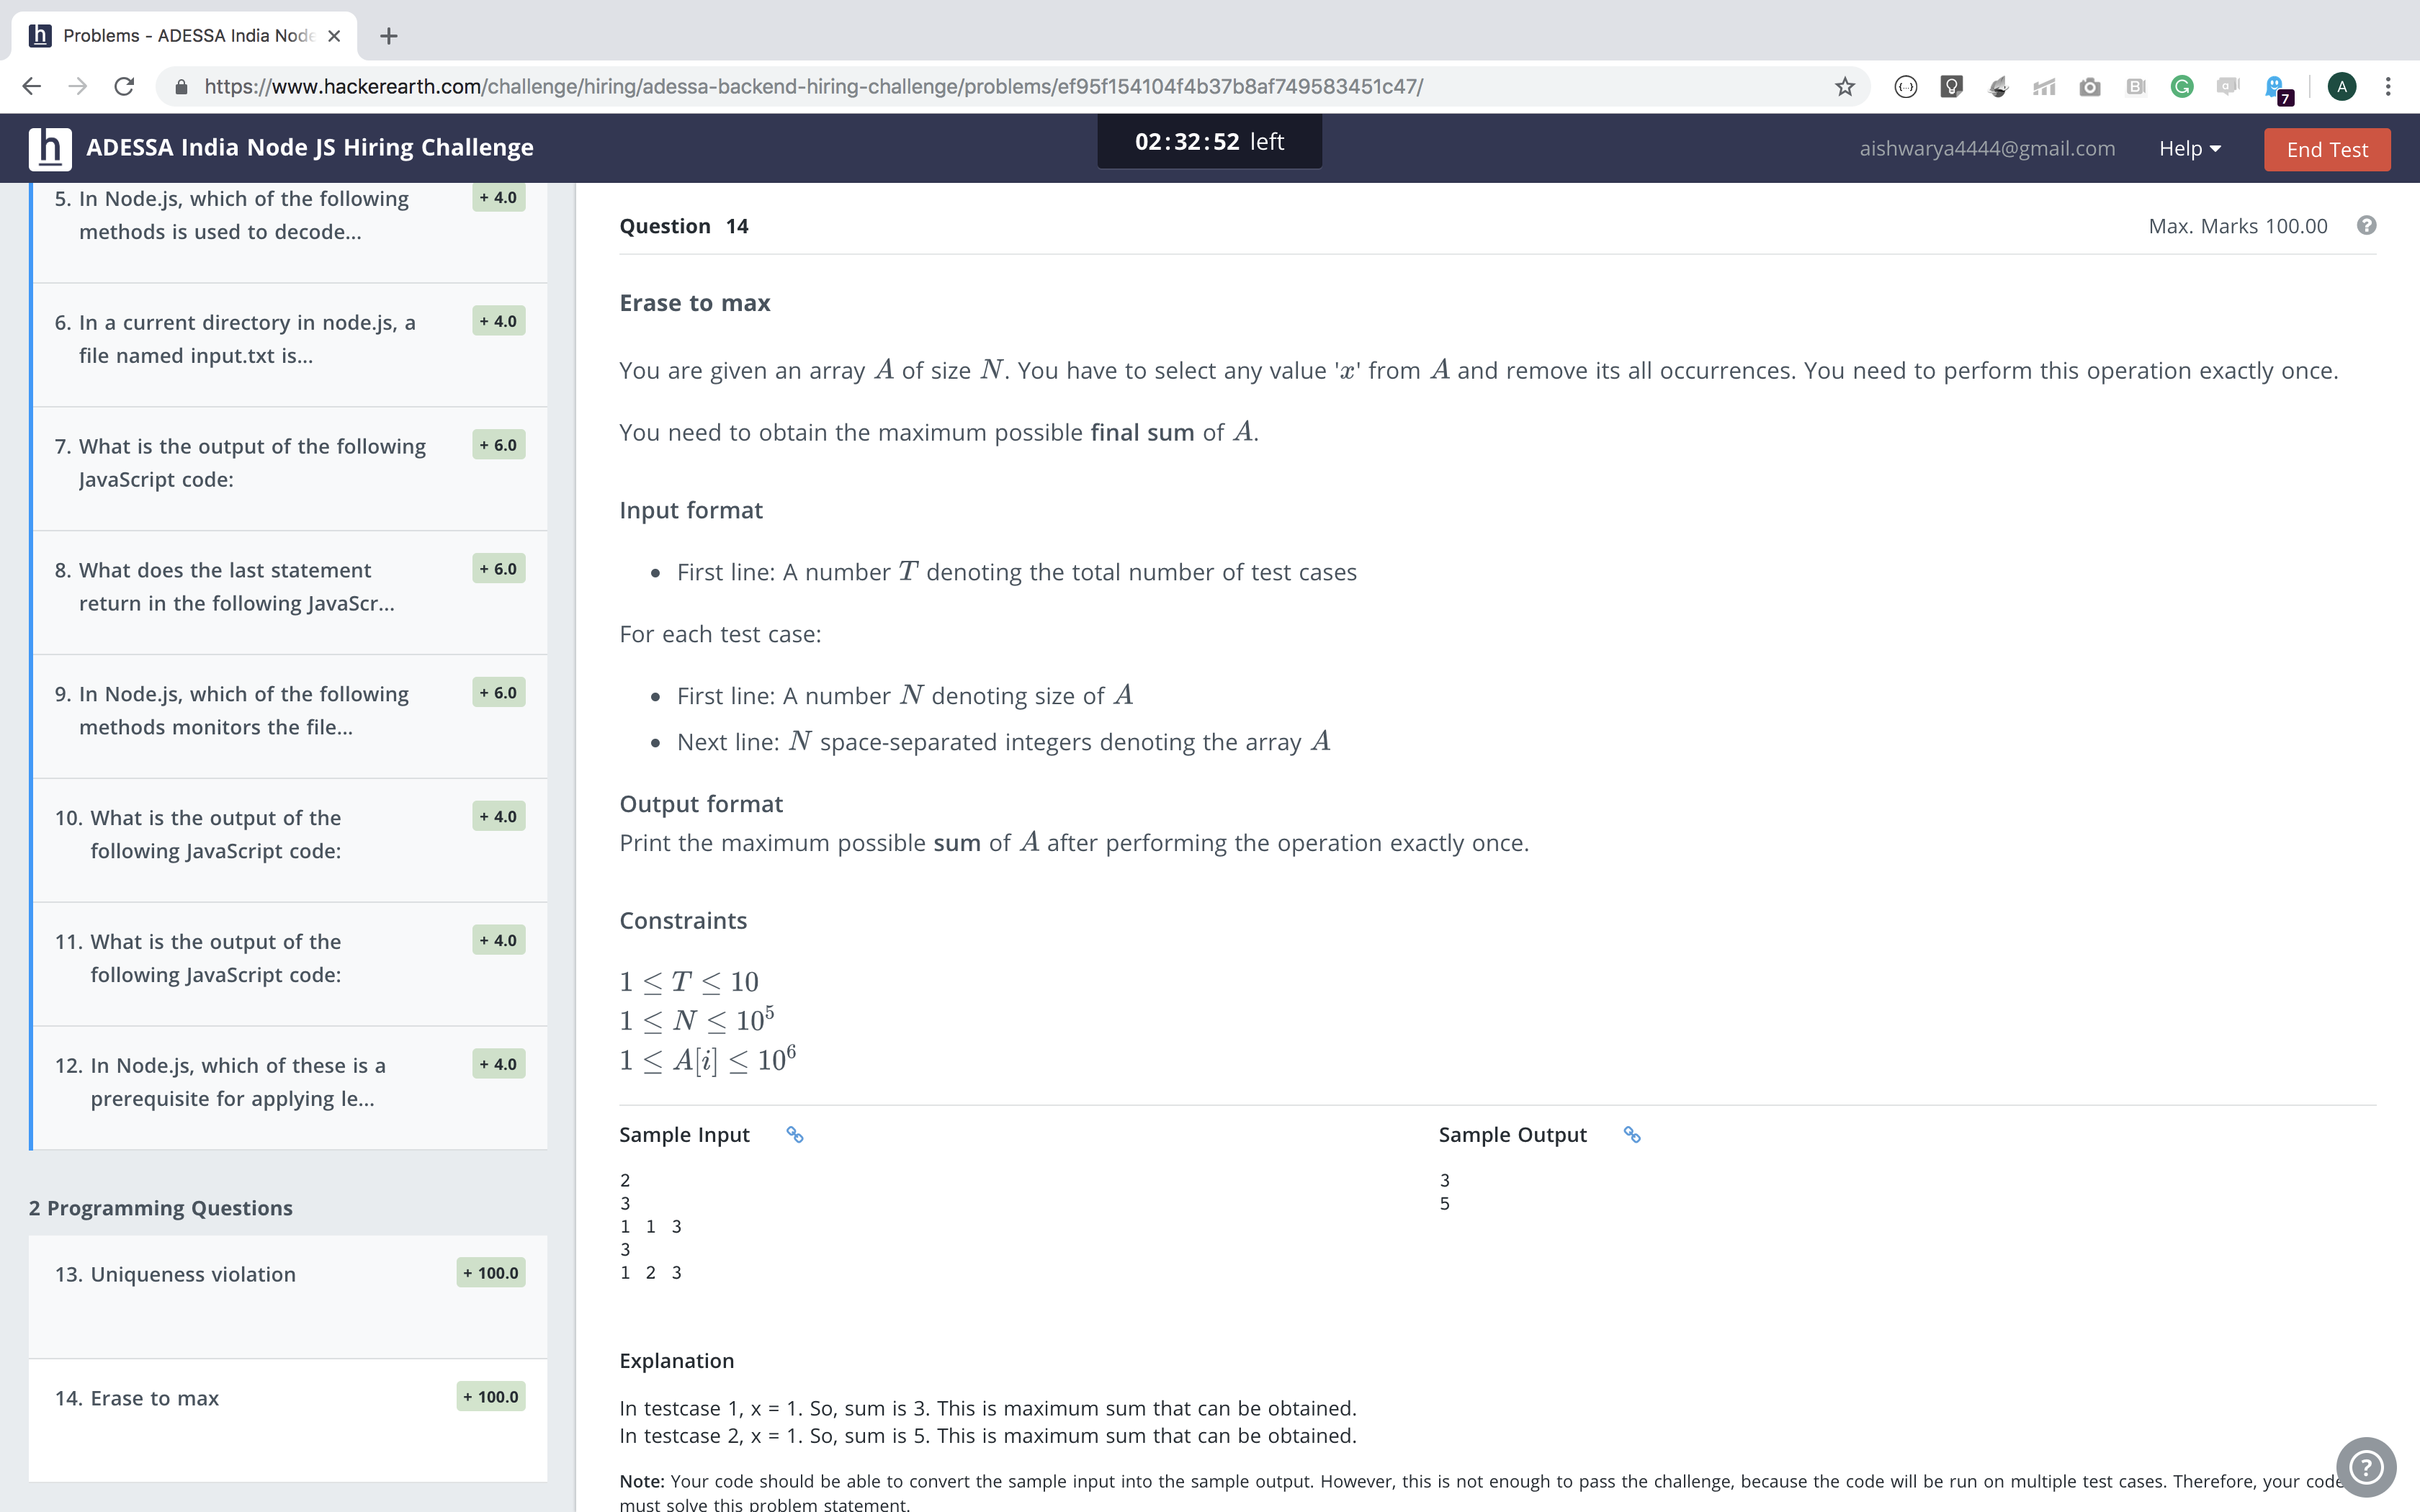 Problems - ADESSA India Node
https://www.hackerearth.com/challenge/hiring/adessa-backend-hiring-challenge/problems/ef95f154104f4b37b8af749583451c47/
7
A
h ADESSA India Node JS Hiring Challenge
02:32:52 left
aishwarya4444@gmail.com
Help
End Test
5. In Node.js, which of the following
methods is used to decode...
+ 4.0
6. In a current directory in node.js, a
file named input.txt is...
+ 4.0
7. What is the output of the following
JavaScript code:
+ 6.0
8. What does the last statement
return in the following JavaScr...
+ 6.0
9. In Node.js, which of the following
methods monitors the file...
+ 6.0
10. What is the output of the
following JavaScript code:
+ 4.0
11. What is the output of the
following JavaScript code:
+ 4.0
12. In Node.js, which of these is a
prerequisite for applying le...
+ 4.0
2 Programming Questions
13. Uniqueness violation
+ 100.0
14. Erase to max
+ 100.0
Question 14
Max. Marks 100.00
?
Erase to max
You are given an array A of size N. You have to select any value 'x' from A and remove its all occurrences. You need to perform this operation exactly once.
You need to obtain the maximum possible final sum of A.
Input format
• First line: A number T denoting the total number of test cases
For each test case:
• First line: A number N denoting size of A
• Next line: N space-separated integers denoting the array A
Output format
Print the maximum possible sum of A after performing the operation exactly once.
Constraints
1 ≤ T ≤ 10
1 ≤ N ≤ 10⁵
1 ≤ A[i] ≤ 10⁶
Sample Input
2
3
1 1 3
3
1 2 3
Sample Output
3
5
Explanation
In testcase 1, x = 1. So, sum is 3. This is maximum sum that can be obtained.
In testcase 2, x = 1. So, sum is 5. This is maximum sum that can be obtained.
Note: Your code should be able to convert the sample input into the sample output. However, this is not enough to pass the challenge, because the code will be run on multiple test cases. Therefore, your code
must solve this problem statement.
?